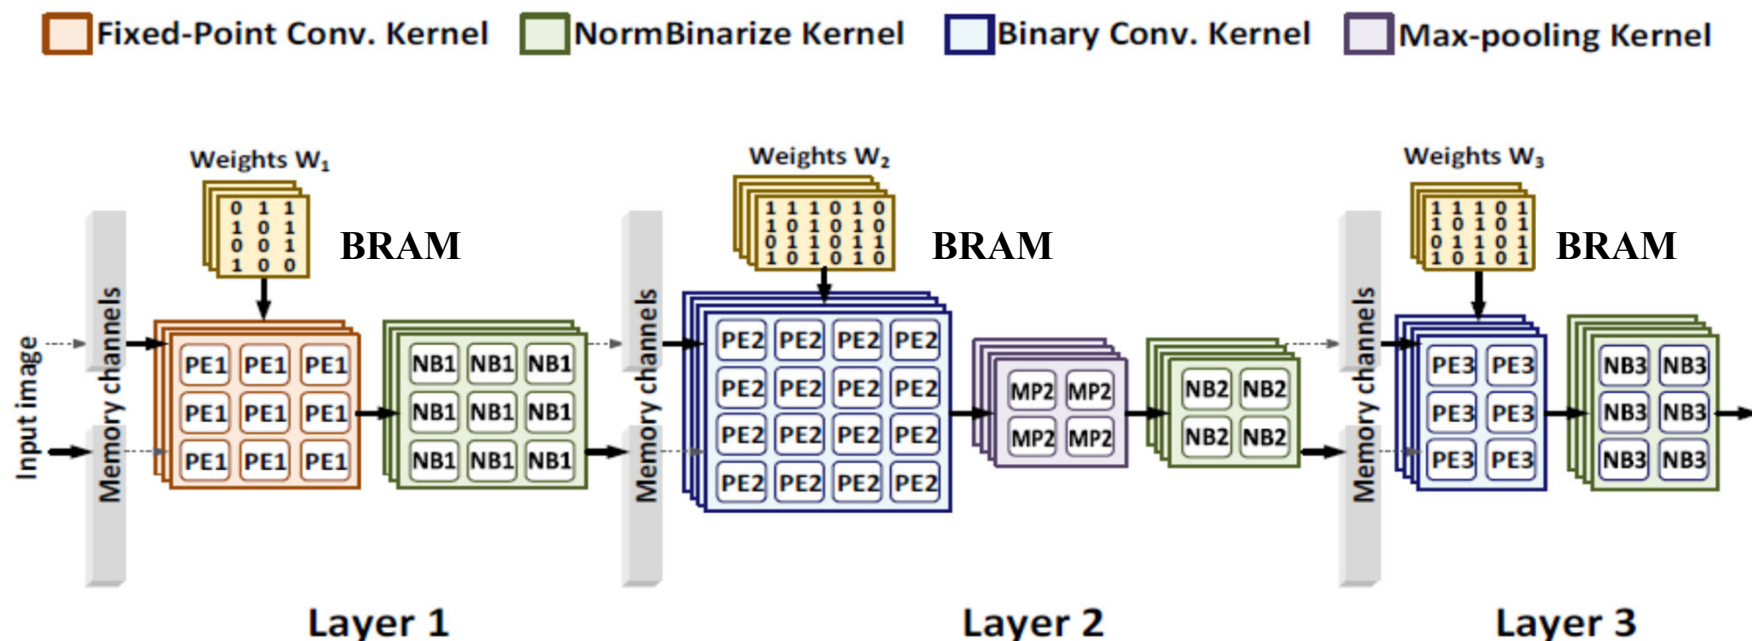 Fixed-Point Conv. Kernel NormBinarize Kernel Binary Conv. Kernel Max-pooling Kernel
Input image
Memory channels
Weights W₁
0 1 1
1 0 1
0 0 1
1 0 0
BRAM
PE1 PE1 PE1
PE1 PE1 PE1
PE1 PE1 PE1
NB1 NB1 NB1
NB1 NB1 NB1
NB1 NB1 NB1
Layer 1
Memory channels
Weights W₂
1 1 1 0 1 0
1 0 1 0 1 0
0 1 1 0 1 1
1 0 1 0 1 0
BRAM
PE2 PE2 PE2 PE2
PE2 PE2 PE2 PE2
PE2 PE2 PE2 PE2
PE2 PE2 PE2 PE2
MP2 MP2
MP2 MP2
NB2 NB2
NB2 NB2
Layer 2
Memory channels
Weights W₃
1 1 1 0 1
1 0 1 0 1
0 1 1 0 1
1 0 1 0 1
BRAM
PE3 PE3
PE3 PE3
PE3 PE3
NB3 NB3
NB3 NB3
NB3 NB3
Layer 3